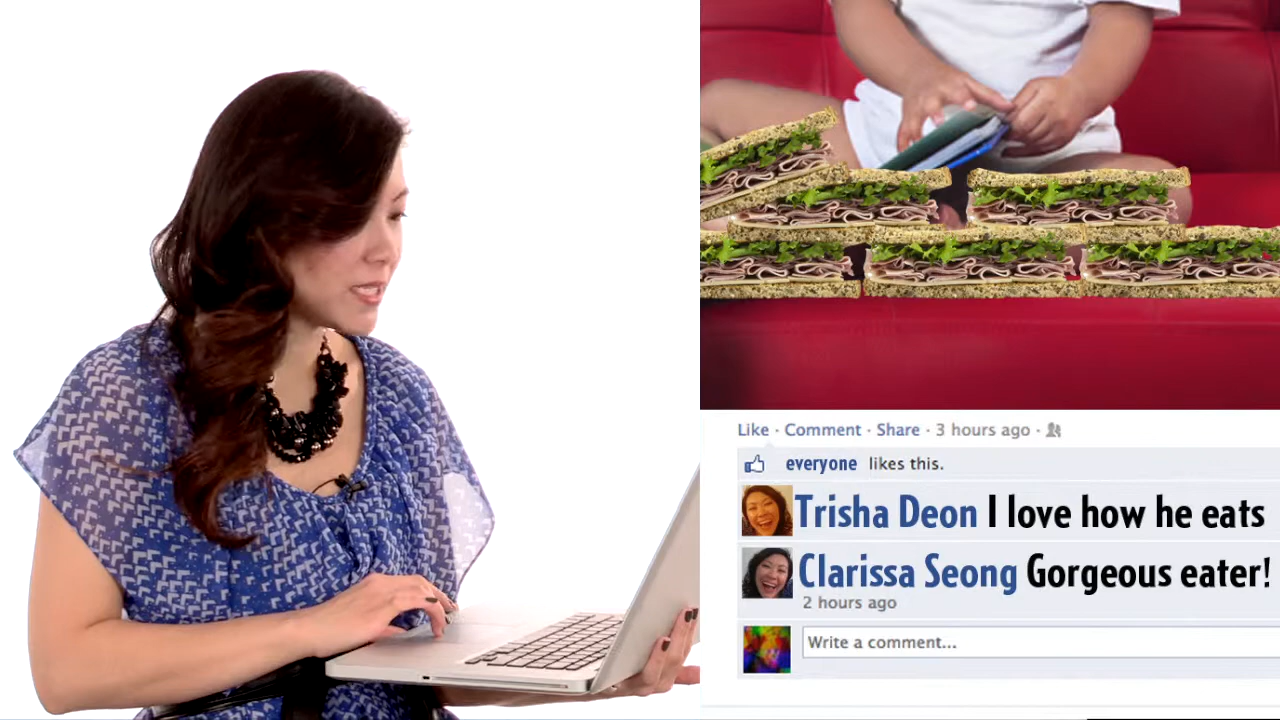 Like · Comment · Share · 3 hours ago ·
everyone likes this.
Trisha Deon I love how he eats
Clarissa Seong Gorgeous eater!
2 hours ago
Write a comment...